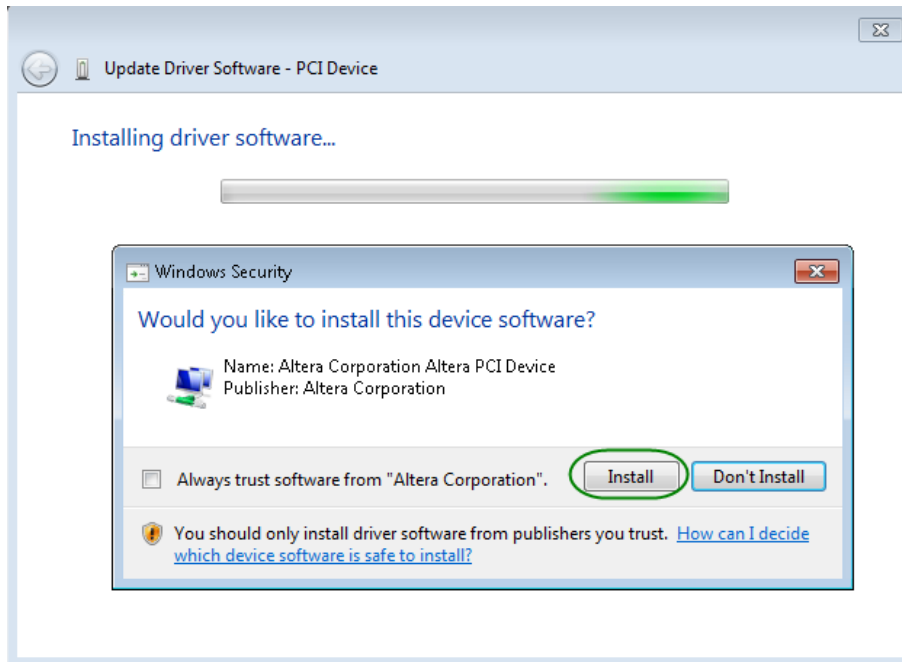 Update Driver Software - PCI Device
Installing driver software...
Windows Security
Would you like to install this device software?
Name: Altera Corporation Altera PCI Device
Publisher: Altera Corporation
Always trust software from "Altera Corporation".
Install
Don't Install
You should only install driver software from publishers you trust. How can I decide
which device software is safe to install?